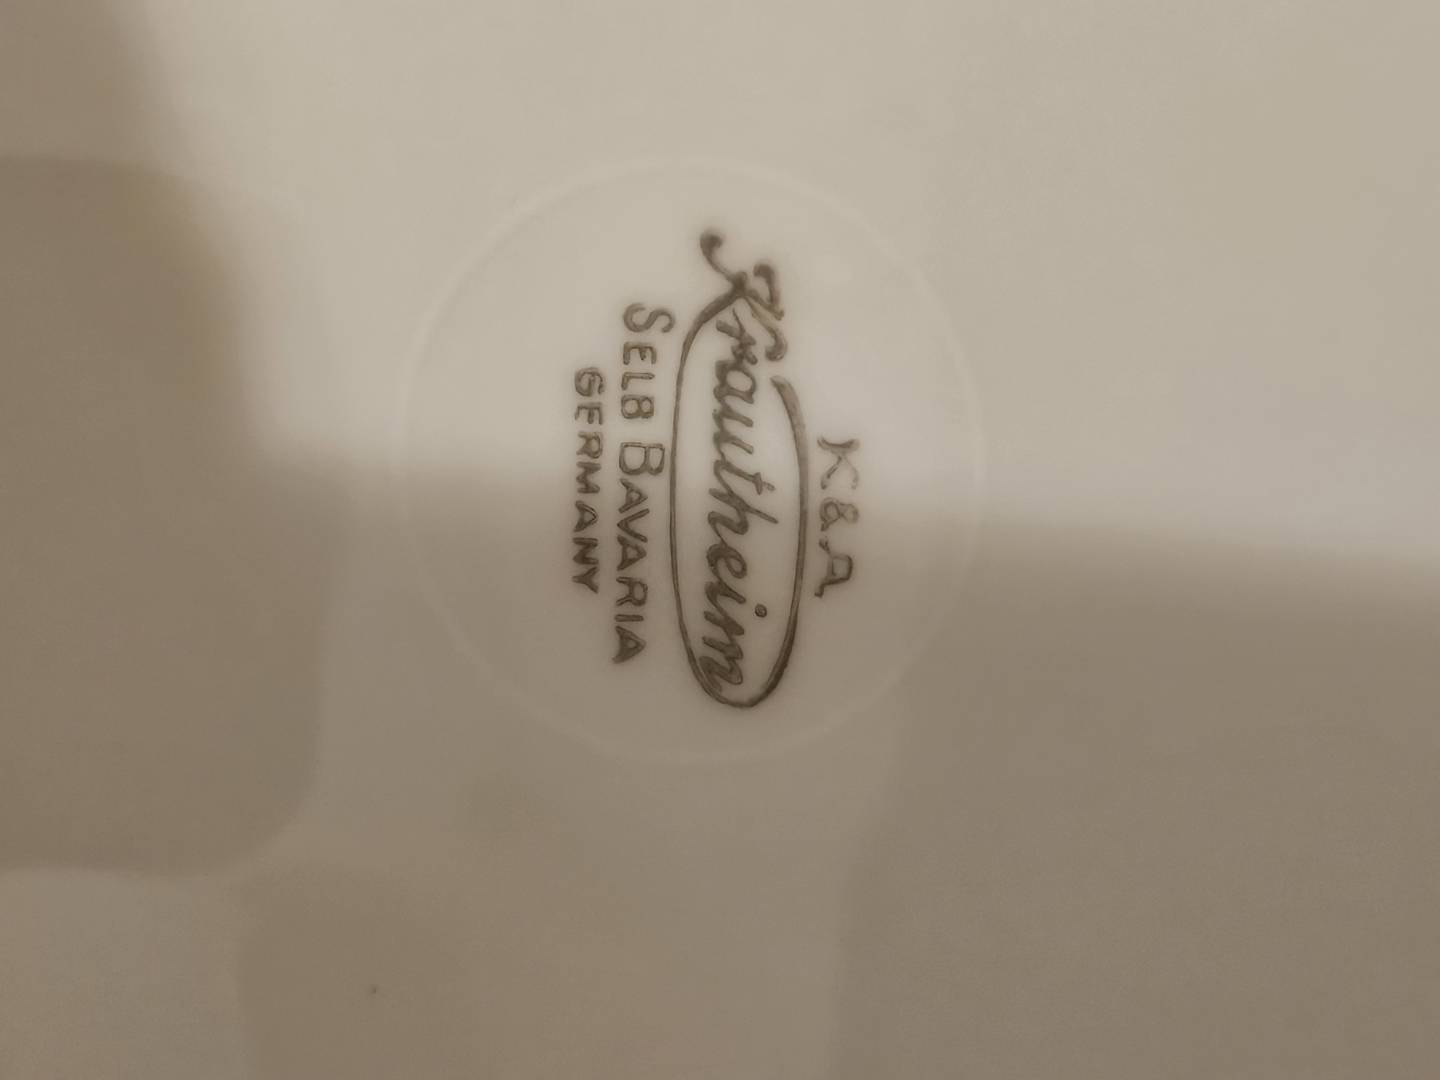 K&A
Krautheim
SELB BAVARIA
GERMANY